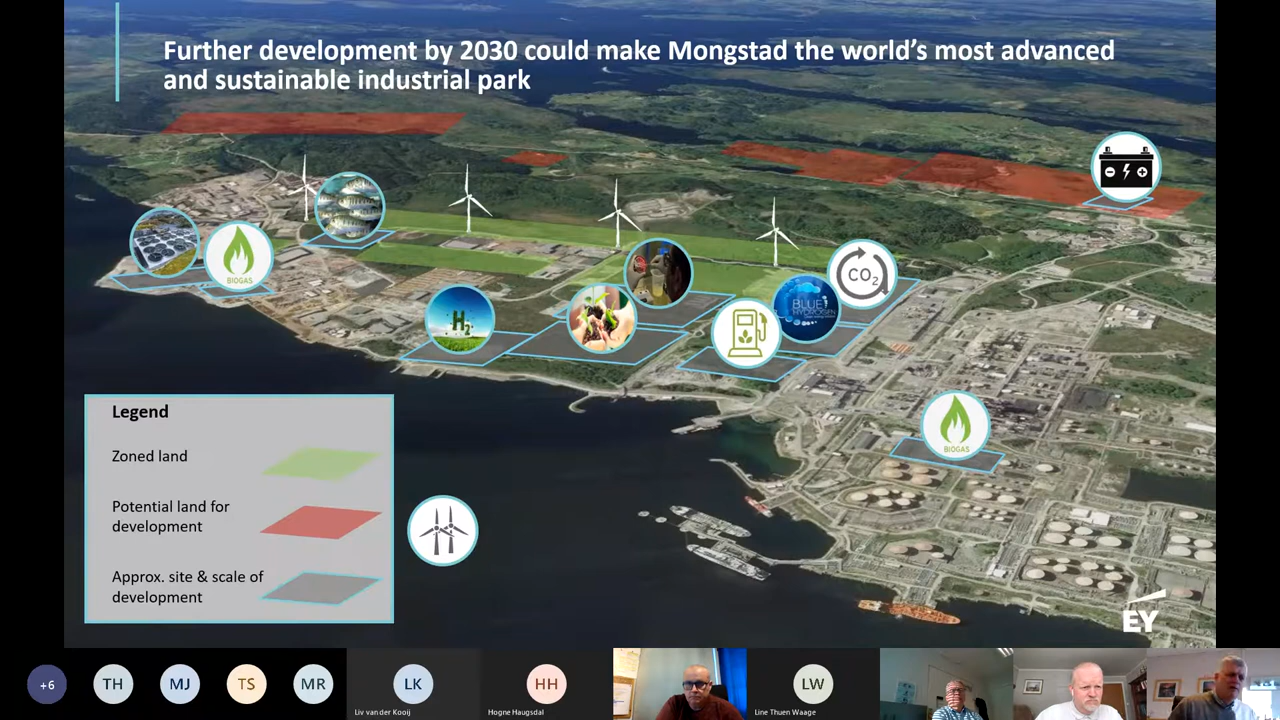 Further development by 2030 could make Mongstad the world's most advanced
and sustainable industrial park
BIOGAS
H₂
BLUE
HYDROGEN
CO₂
BIOGAS
Legend
Zoned land
Potential land for
development
Approx. site & scale of
development
EY
+6
TH
MJ
TS
MR
LK
Liv van der Kooij
HH
Hogne Haugsdal
LW
Line Thuen Waage